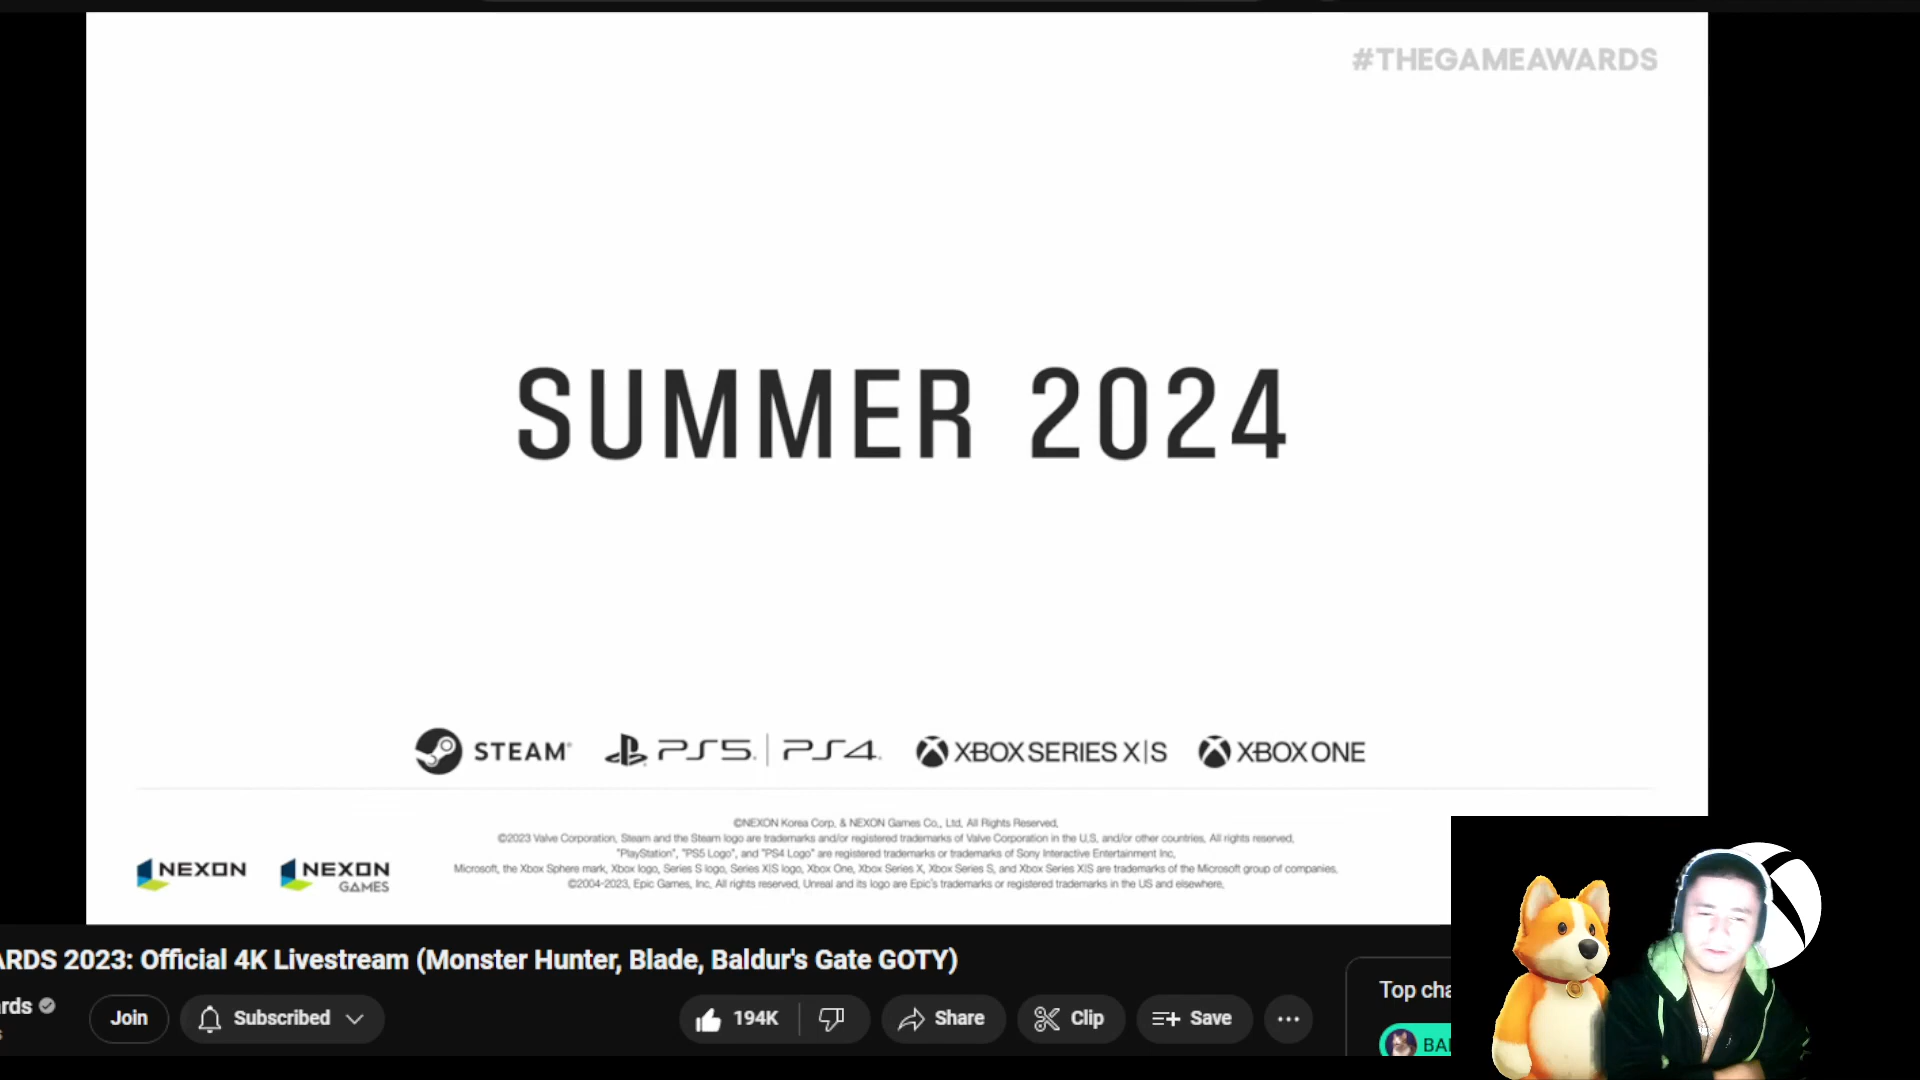 #THEGAMEAWARDS
SUMMER 2024
STEAM® PS5 | PS4 XBOX SERIES X|S XBOX ONE
©NEXON Korea Corp. & NEXON Games Co., Ltd. All Rights Reserved.
©2023 Valve Corporation. Steam and the Steam logo are trademarks and/or registered trademarks of Valve Corporation in the U.S. and/or other countries. All rights reserved.
"PlayStation", "PS5 Logo", and "PS4 Logo" are registered trademarks or trademarks of Sony Interactive Entertainment Inc.
Microsoft, the Xbox Sphere mark, Xbox logo, Series S logo, Series X|S logo, Xbox One, Xbox Series X, Xbox Series S, and Xbox Series X|S are trademarks of the Microsoft group of companies.
©2004-2023, Epic Games, Inc. All rights reserved. Unreal and its logo are Epic's trademarks or registered trademarks in the US and elsewhere.
NEXON NEXON
GAMES
ARDS 2023: Official 4K Livestream (Monster Hunter, Blade, Baldur's Gate GOTY)
rds Join Subscribed 194K Share Clip Save
Top cha
BAI